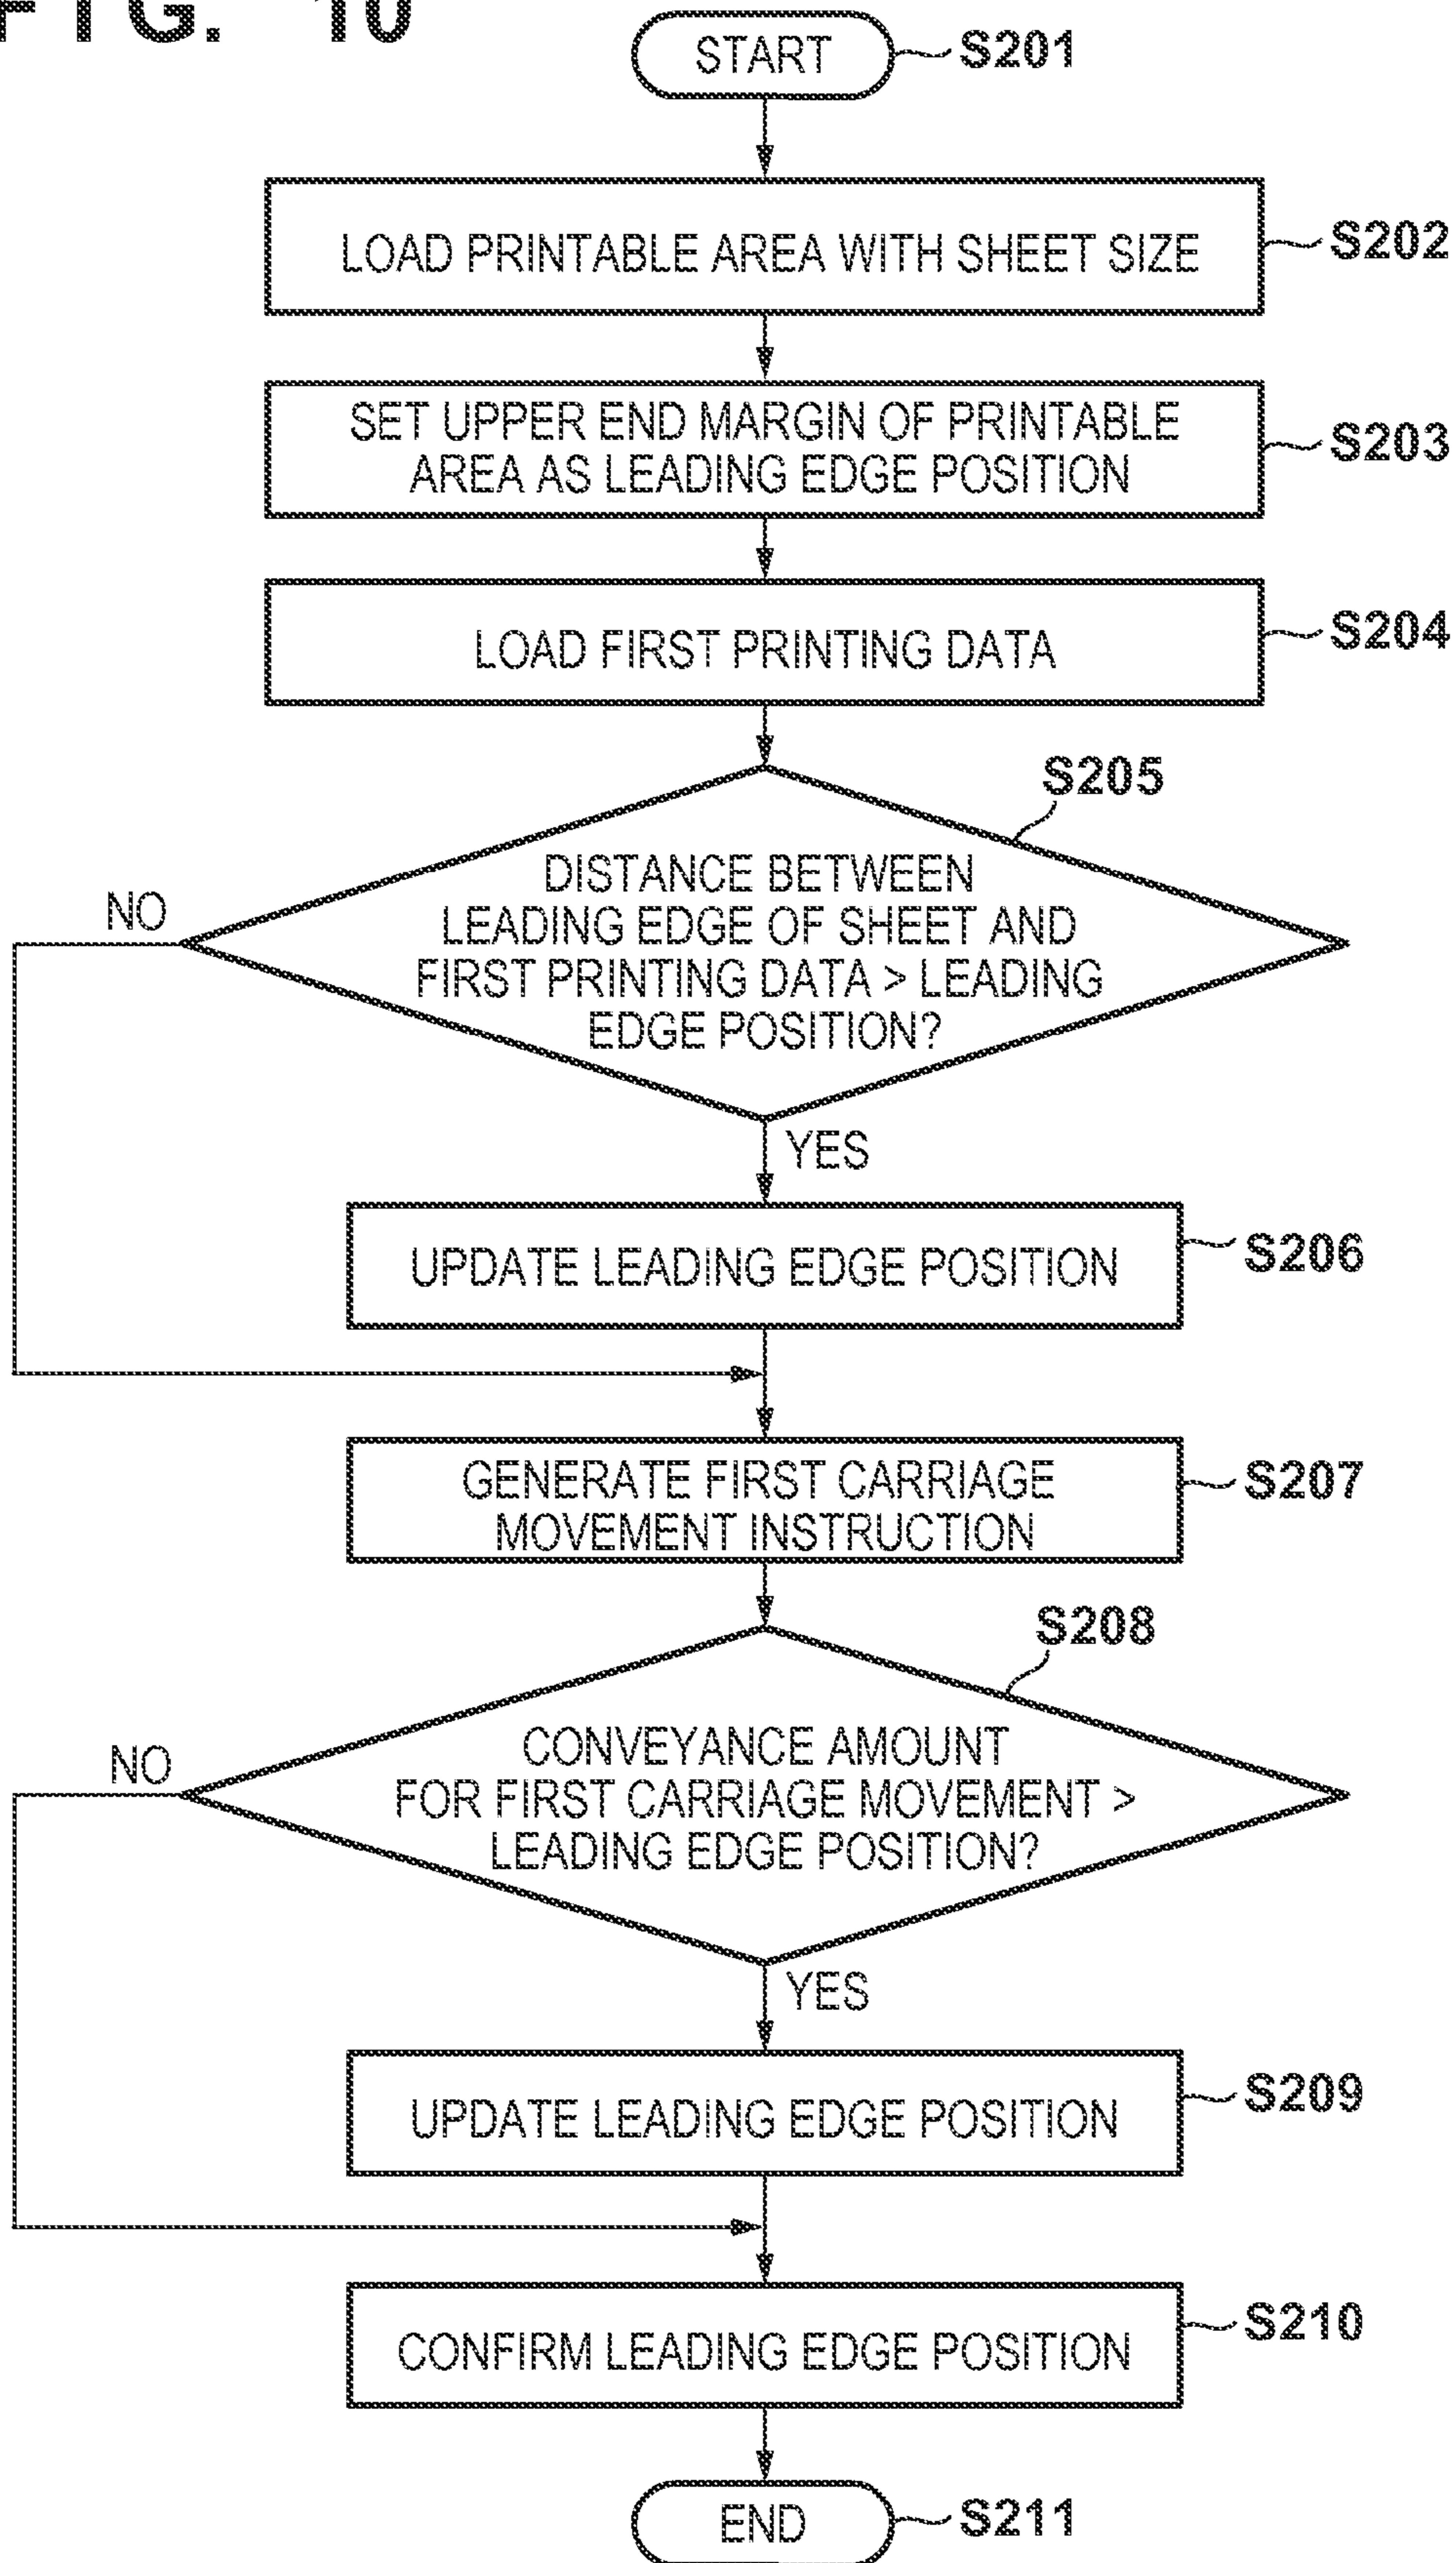 FIG. 10
START
S201
LOAD PRINTABLE AREA WITH SHEET SIZE
S202
SET UPPER END MARGIN OF PRINTABLE
AREA AS LEADING EDGE POSITION
S203
LOAD FIRST PRINTING DATA
S204
S205
DISTANCE BETWEEN
LEADING EDGE OF SHEET AND
FIRST PRINTING DATA > LEADING
EDGE POSITION?
NO
YES
UPDATE LEADING EDGE POSITION
S206
GENERATE FIRST CARRIAGE
MOVEMENT INSTRUCTION
S207
S208
CONVEYANCE AMOUNT
FOR FIRST CARRIAGE MOVEMENT >
LEADING EDGE POSITION?
NO
YES
UPDATE LEADING EDGE POSITION
S209
CONFIRM LEADING EDGE POSITION
S210
END
S211